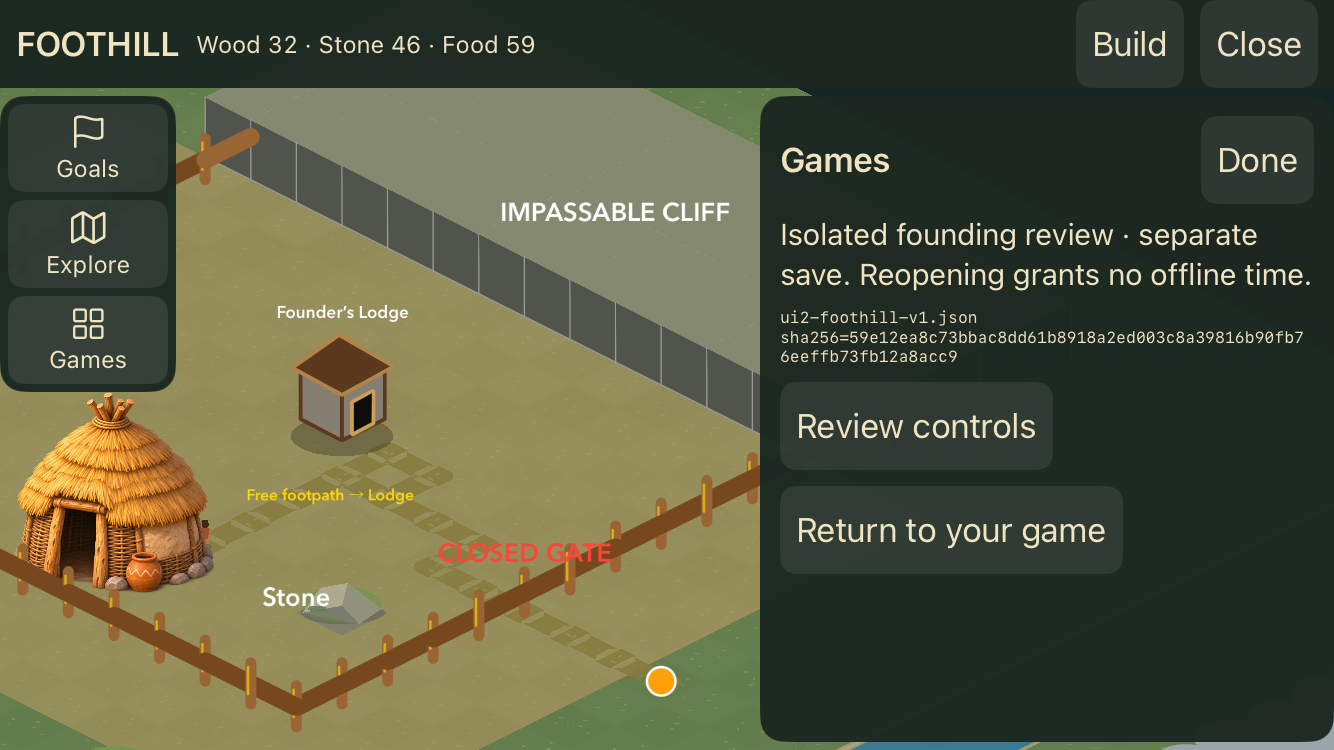 FOOTHILL
Wood 32 · Stone 46 · Food 59
Build
Close
Goals
Explore
Games
IMPASSABLE CLIFF
Founder’s Lodge
Free footpath → Lodge
CLOSED GATE
Stone
Games
Done
Isolated founding review · separate
save. Reopening grants no offline time.
ui2-foothill-v1.json
sha256=59e12ea8c73bbac8dd61b8918a2ed003c8a39816b90fb7
6eeffb73fb12a8acc9
Review controls
Return to your game